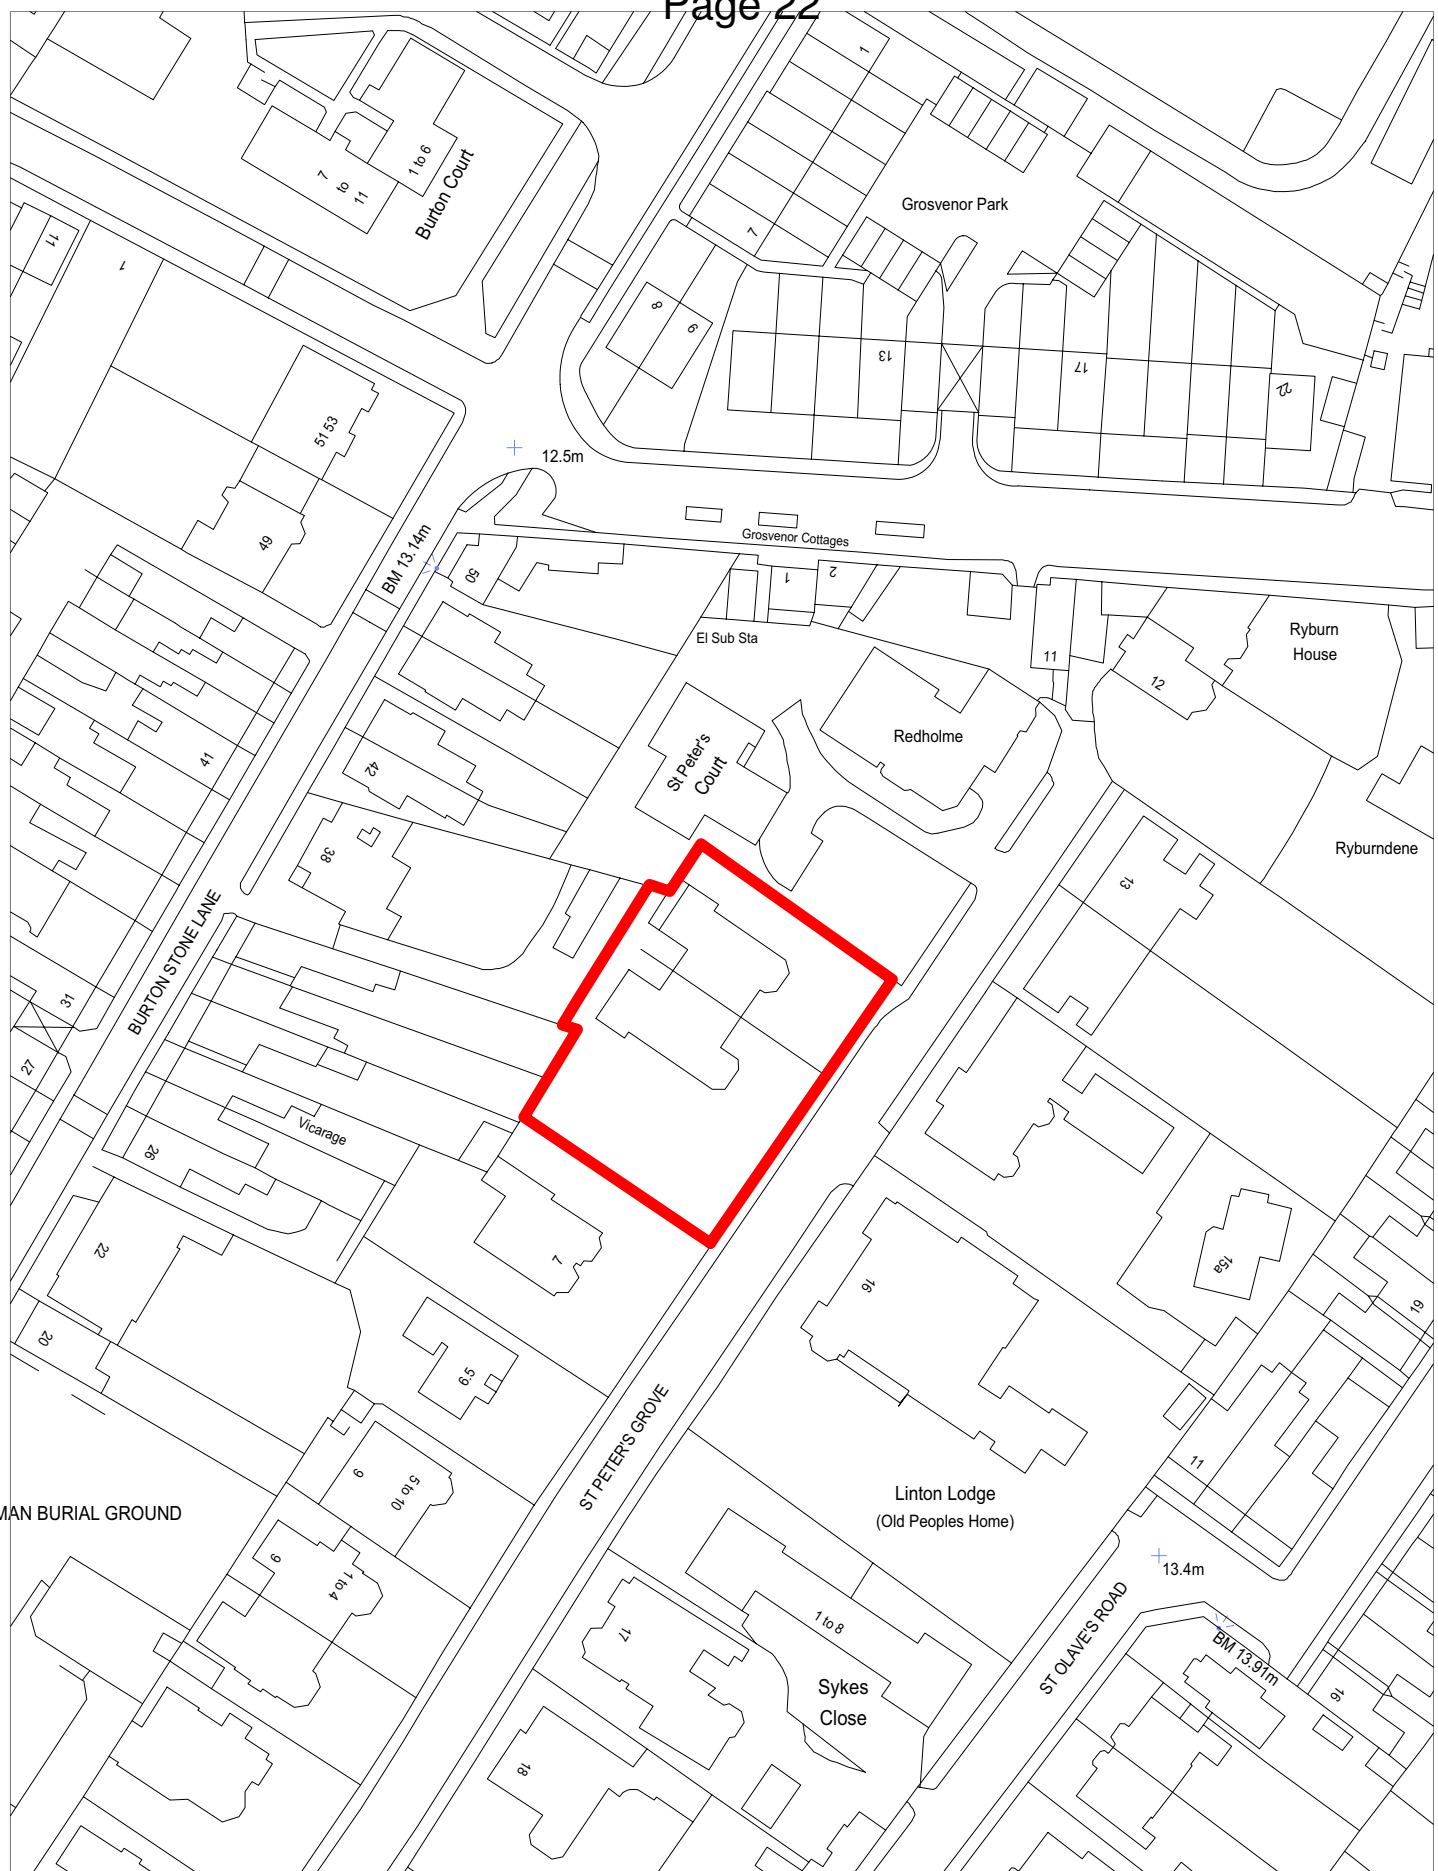 Page 22
1
1 to 6
7
to
11
Burton Court
Grosvenor Park
7
11
1
8
9
13
17
22
51 53
12.5m
49
BM 13.14m
Grosvenor Cottages
50
1
2
El Sub Sta
11
12
Ryburn
House
41
42
St Peter's
Court
Redholme
Ryburndene
38
13
BURTON STONE LANE
31
27
Vicarage
26
22
7
20
6.5
16
15a
19
ST PETER'S GROVE
9
5 to 10
11
Linton Lodge
(Old Peoples Home)
MAN BURIAL GROUND
9
1 to 4
13.4m
17
1 to 8
ST OLAVE'S ROAD
BM 13.91m
Sykes
Close
16
18